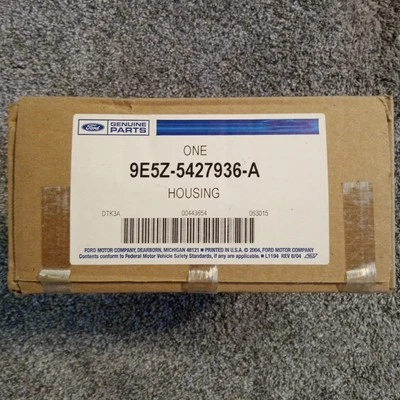 Ford GENUINE PARTS
ONE
9E5Z-5427936-A
HOUSING
DTK3A 00443654 063015
FORD MOTOR COMPANY, DEARBORN, MICHIGAN 48121 ● PRINTED IN U.S.A. © 2004, FORD MOTOR COMPANY
Contents conform to Federal Motor Vehicle Safety Standards, if any are applicable. ● L1194 REV 8/04